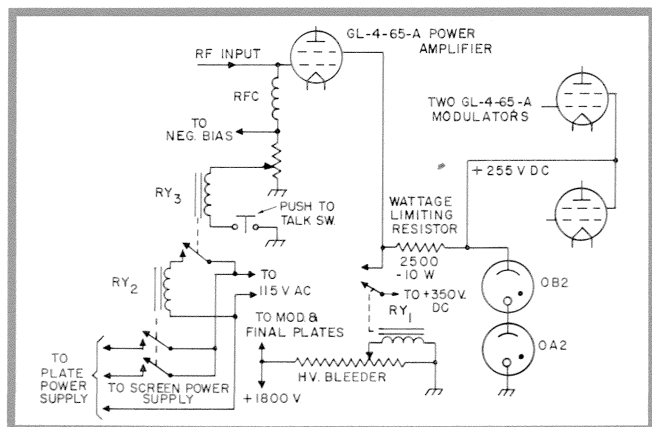 GL-4-65-A POWER
AMPLIFIER
RF INPUT
RFC
TO
NEG. BIAS
TWO GL-4-65-A
MODULATORS
+255V DC
RY3
PUSH TO
TALK SW.
WATTAGE
LIMITING
RESISTOR
2500
-10 W
RY2
TO
115 V AC
TO +350V.
DC
RY1
OB2
OA2
TO MOD. &
FINAL PLATES
TO
PLATE
POWER
SUPPLY
TO SCREEN POWER
SUPPLY
H.V. BLEEDER
+1800 V